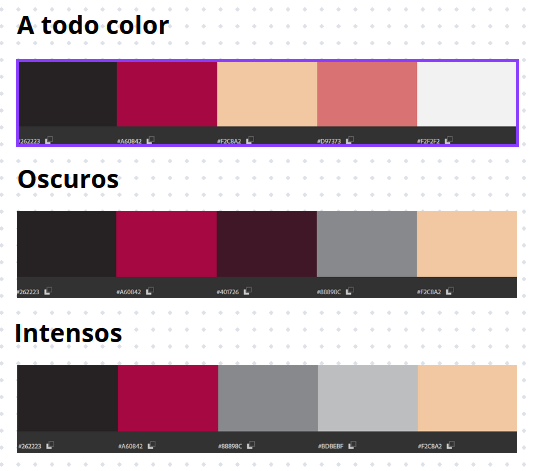 A todo color
#262223 #A60842 #F2C8A2 #D97373 #F2F2F2
Oscuros
#262223 #A60842 #401726 #88898C #F2C8A2
Intensos
#262223 #A60842 #88898C #BDBEBF #F2C8A2